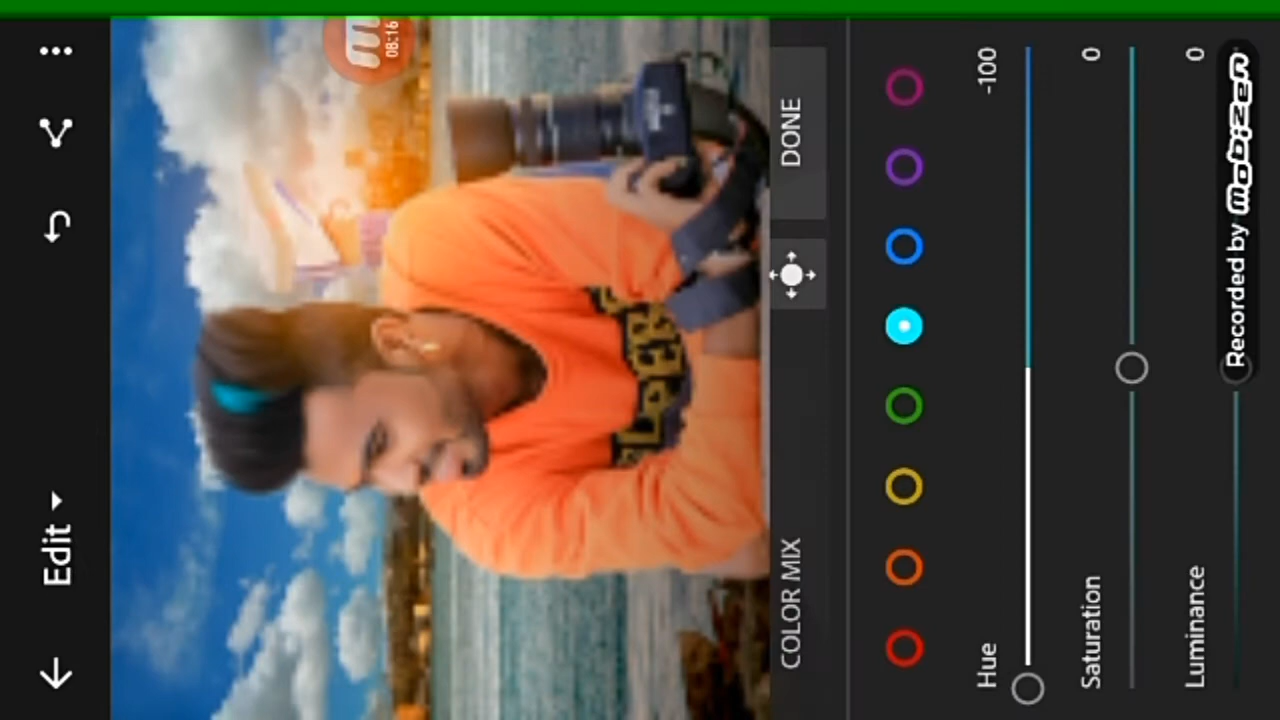 Edit
08:16
DONE
COLOR MIX
Hue
-100
Saturation
0
Luminance
0
Recorded by mobizen